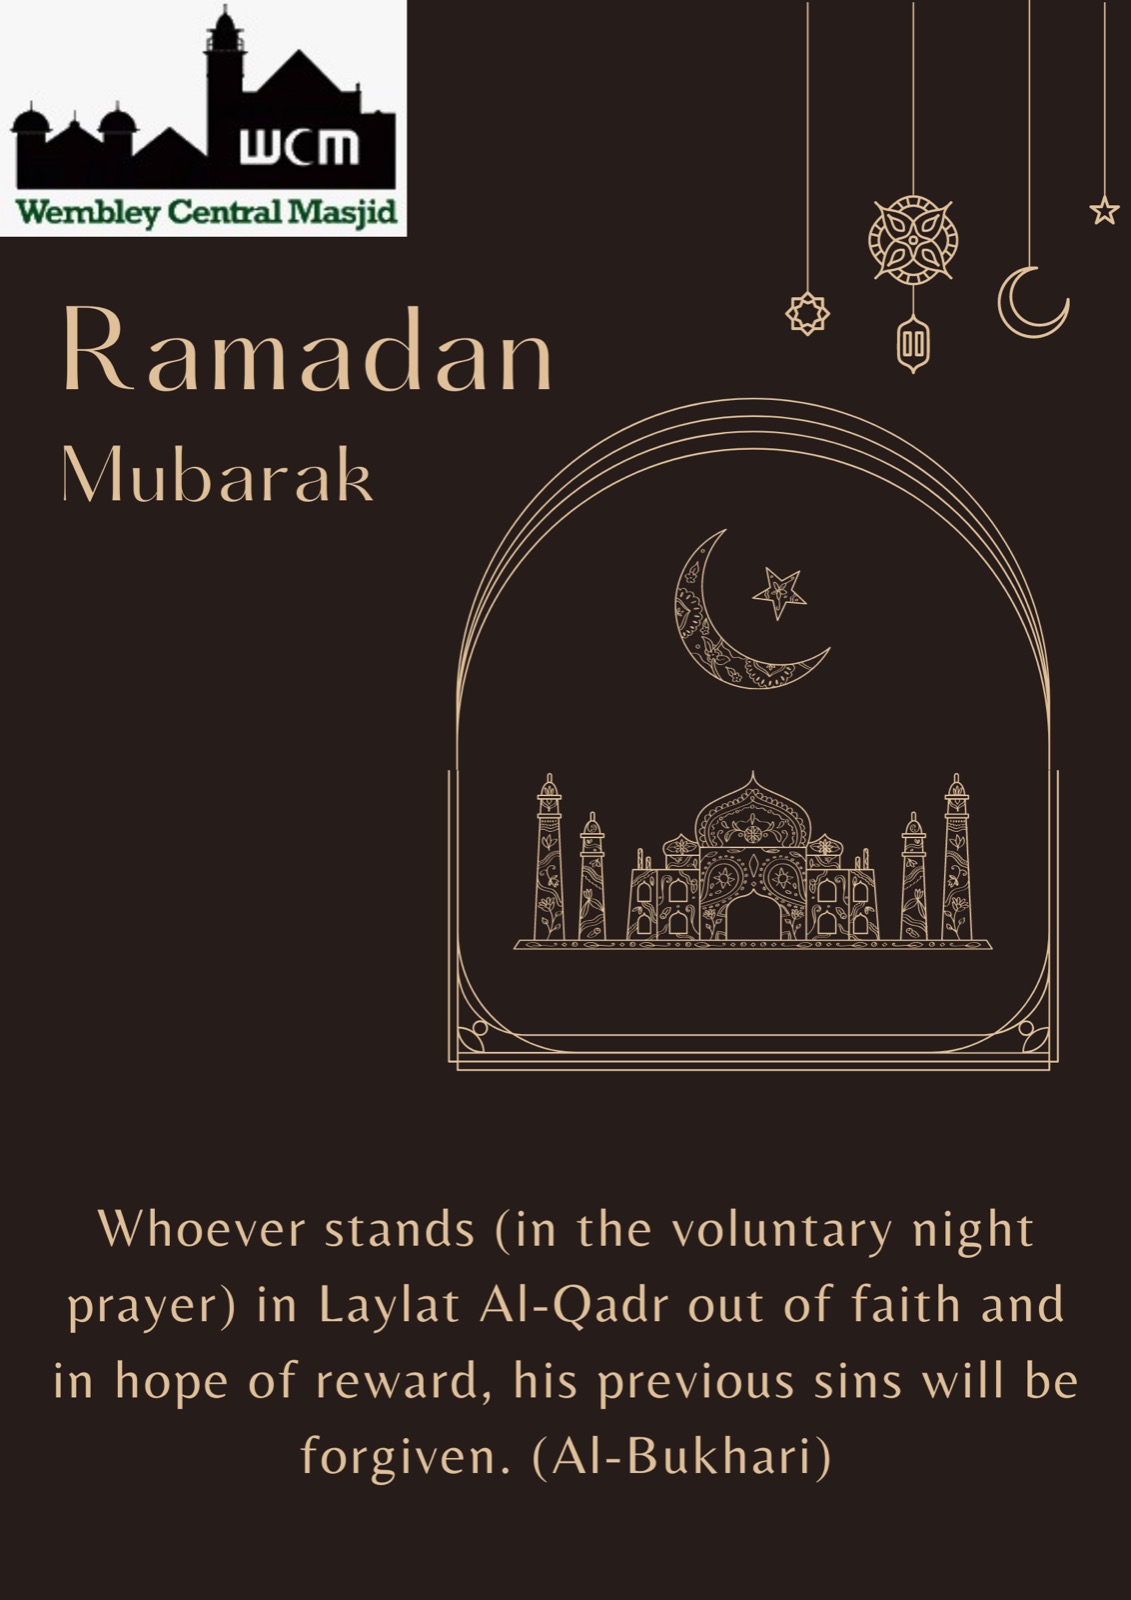 WCM
Wembley Central Masjid
Ramadan
Mubarak
Whoever stands (in the voluntary night
prayer) in Laylat Al-Qadr out of faith and
in hope of reward, his previous sins will be
forgiven. (Al-Bukhari)